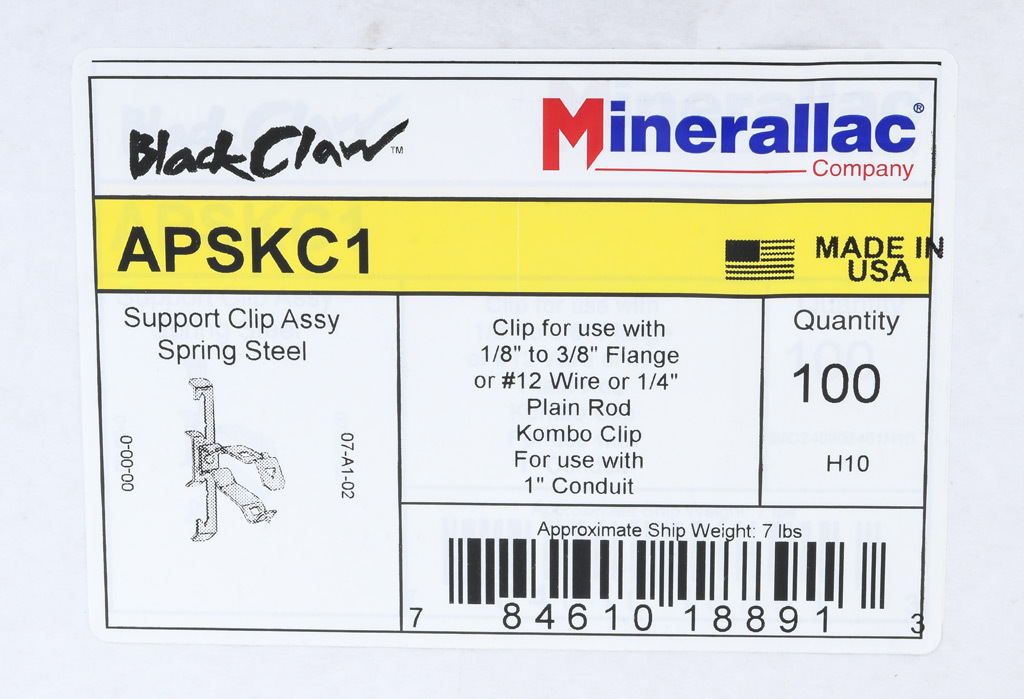 Black Claw™
Minerallac®
Company
APSKC1
MADE IN
USA
Support Clip Assy
Spring Steel
00-00-0
07-A1-02
Clip for use with
1/8" to 3/8" Flange
or #12 Wire or 1/4"
Plain Rod
Kombo Clip
For use with
1" Conduit
Quantity
100
H10
Approximate Ship Weight: 7 lbs
7 84610 18891 3